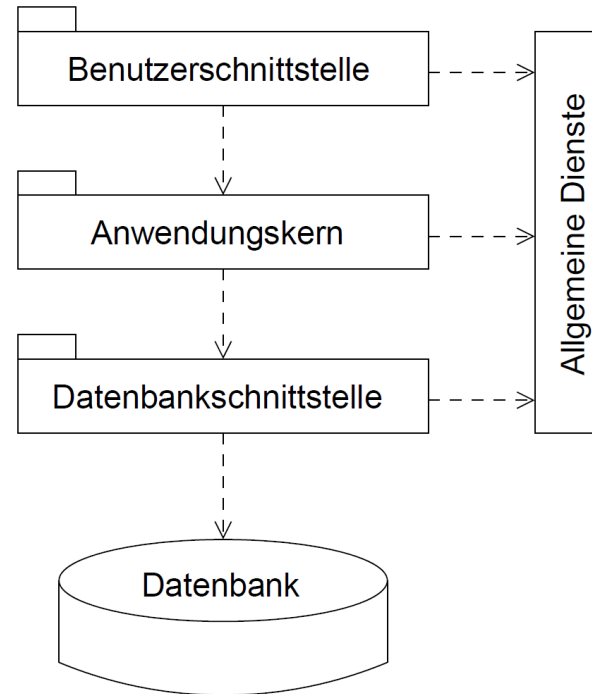 Benutzerschnittstelle
Anwendungskern
Datenbankschnittstelle
Datenbank
Allgemeine Dienste